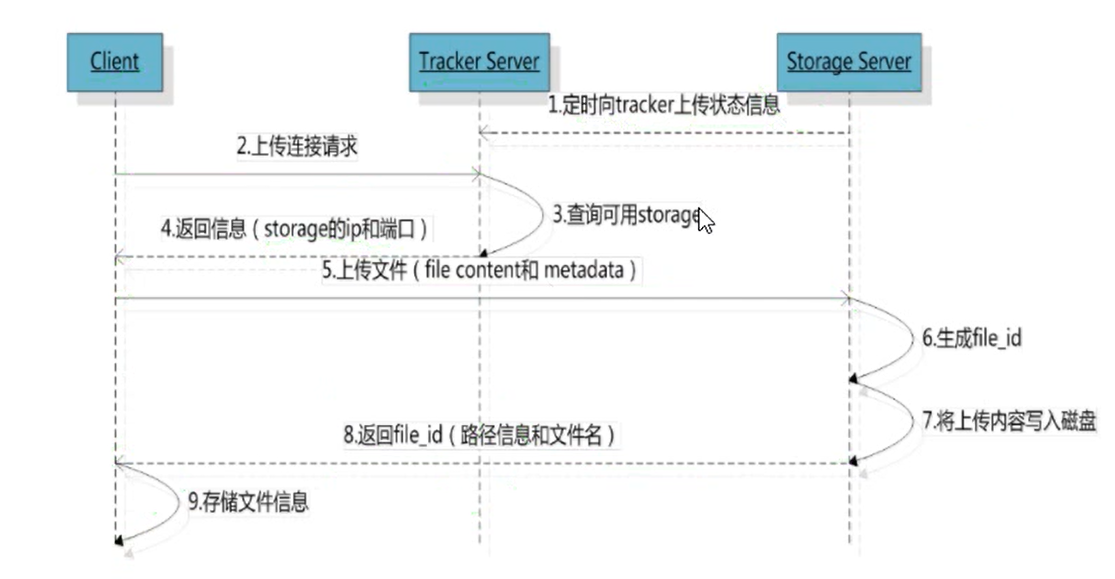 Client
Tracker Server
Storage Server
1.定时向tracker上传状态信息
2.上传连接请求
3.查询可用storage
4.返回信息（storage的ip和端口）
5.上传文件（file content和 metadata）
6.生成file_id
7.将上传内容写入磁盘
8.返回file_id（路径信息和文件名）
9.存储文件信息